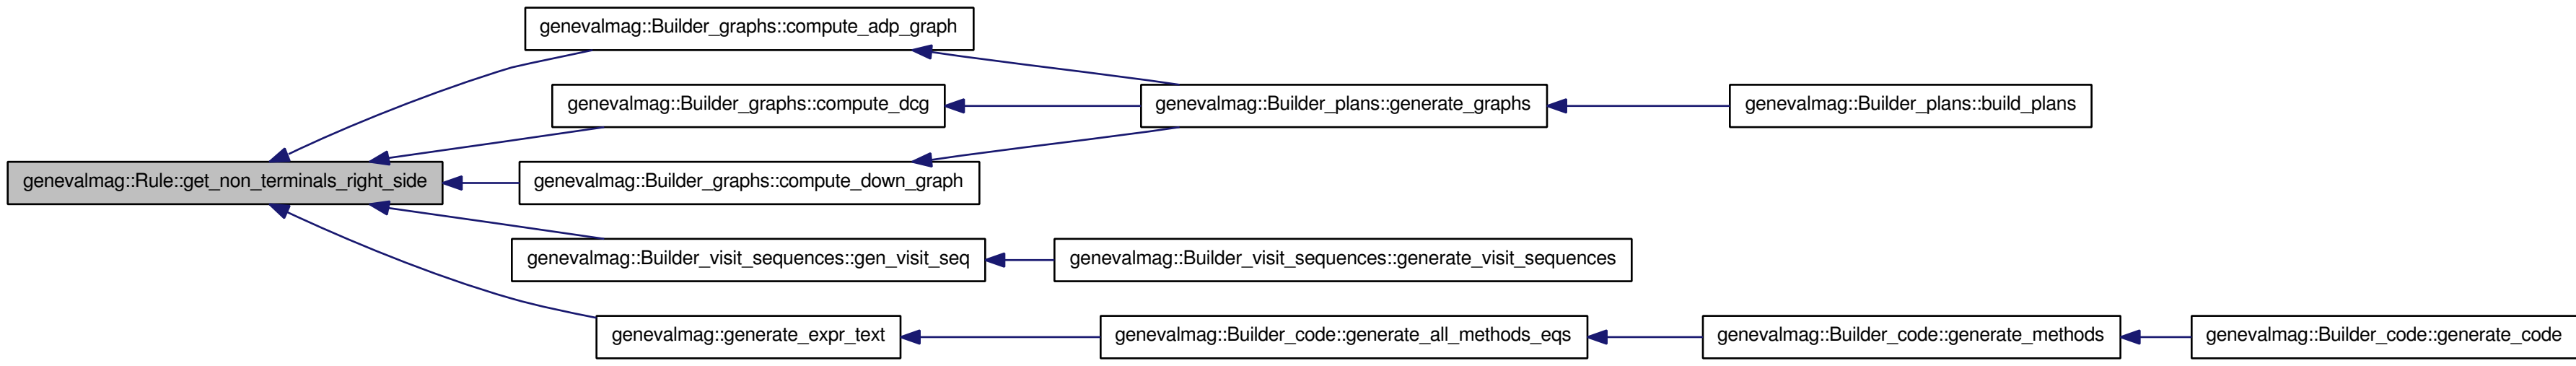 genevalmag::Builder_graphs::compute_adp_graph
genevalmag::Builder_graphs::compute_dcg
genevalmag::Builder_plans::generate_graphs
genevalmag::Builder_plans::build_plans
genevalmag::Rule::get_non_terminals_right_side
genevalmag::Builder_graphs::compute_down_graph
genevalmag::Builder_visit_sequences::gen_visit_seq
genevalmag::Builder_visit_sequences::generate_visit_sequences
genevalmag::generate_expr_text
genevalmag::Builder_code::generate_all_methods_eqs
genevalmag::Builder_code::generate_methods
genevalmag::Builder_code::generate_code